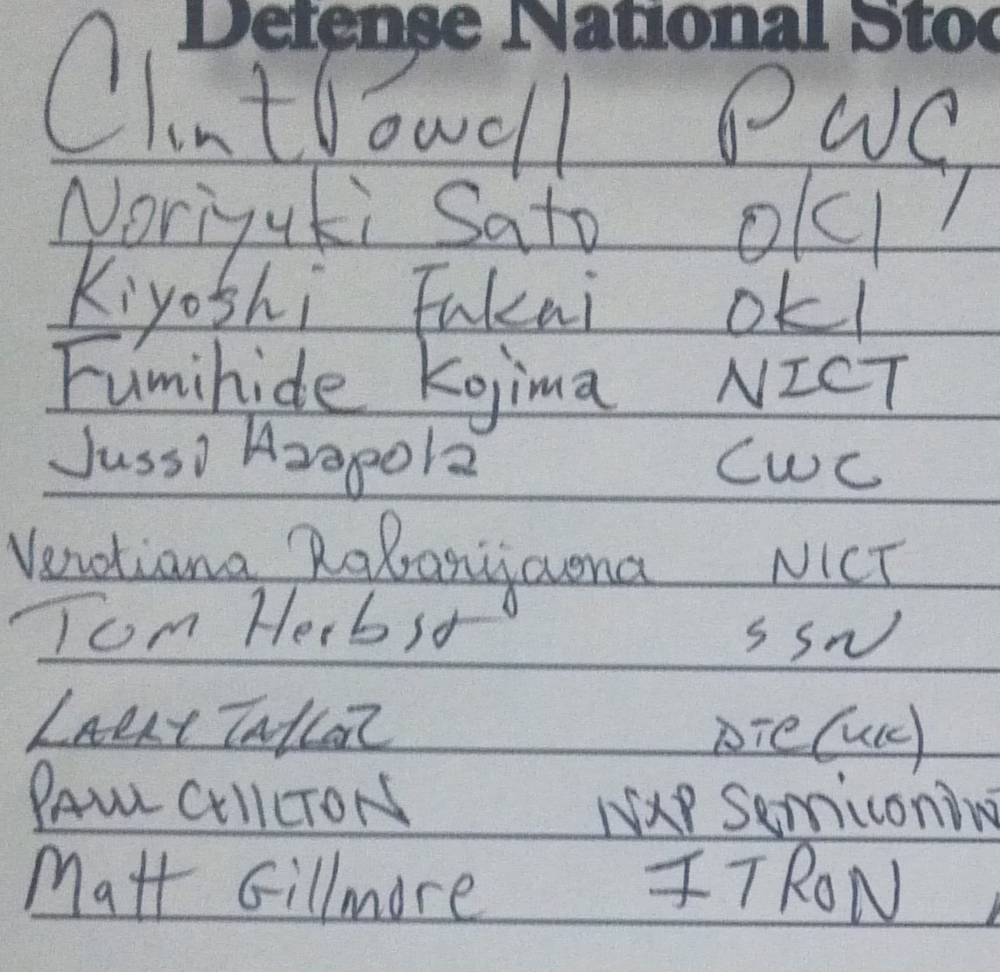 Defense National Stoc
Clint Powell PWC
Noriyuki Sato OKI
Kiyoshi Fukai OKI
Fumihide Kojima NICT
Jussi Haapola CWC
Verotiana Rabarijaona NICT
Tom Herbst SSN
LARRY TAYLOR DTC (UK)
PAUL CHILTON NXP Semicondu
Matt Gillmore ITRON